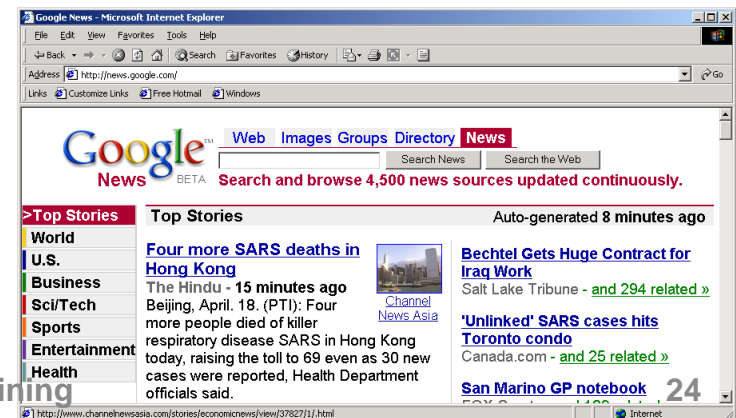 Google News - Microsoft Internet Explorer
File Edit View Favorites Tools Help
Back Search Favorites History
Address http://news.google.com/ Go
Links Customize Links Free Hotmail Windows
Google™ Web Images Groups Directory News
Search News Search the Web
News BETA Search and browse 4,500 news sources updated continuously.
>Top Stories
World
U.S.
Business
Sci/Tech
Sports
Entertainment
Health
Top Stories Auto-generated 8 minutes ago
Four more SARS deaths in
Hong Kong
The Hindu - 15 minutes ago
Beijing, April. 18. (PTI): Four
more people died of killer
respiratory disease SARS in Hong Kong
today, raising the toll to 69 even as 30 new
cases were reported, Health Department
officials said.
Channel
News Asia
Bechtel Gets Huge Contract for
Iraq Work
Salt Lake Tribune - and 294 related »
'Unlinked' SARS cases hits
Toronto condo
Canada.com - and 25 related »
San Marino GP notebook
ining 24
http://www.channelnewsasia.com/stories/economicnews/view/37827/1/.html Internet